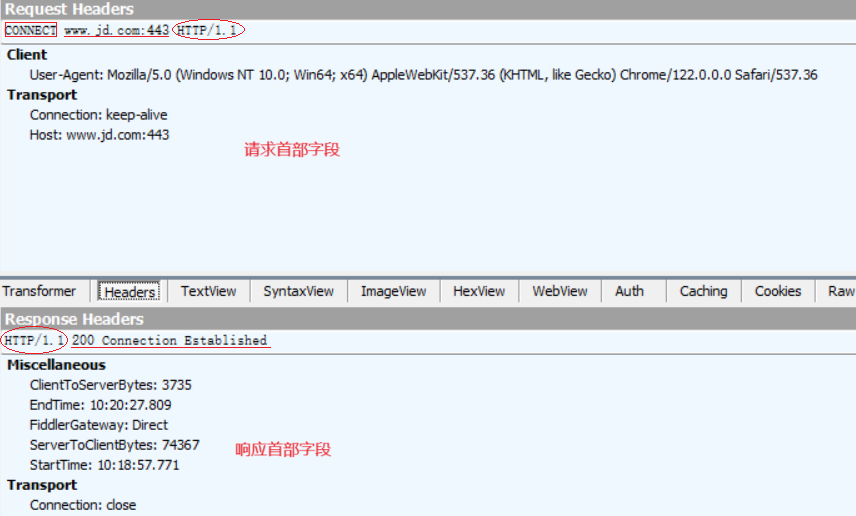 Request Headers
CONNECT www.jd.com:443 HTTP/1.1
Client
User-Agent: Mozilla/5.0 (Windows NT 10.0; Win64; x64) AppleWebKit/537.36 (KHTML, like Gecko) Chrome/122.0.0.0 Safari/537.36
Transport
Connection: keep-alive
Host: www.jd.com:443
请求首部字段
Transformer Headers TextView SyntaxView ImageView HexView WebView Auth Caching Cookies Raw
Response Headers
HTTP/1.1 200 Connection Established
Miscellaneous
ClientToServerBytes: 3735
EndTime: 10:20:27.809
FiddlerGateway: Direct
ServerToClientBytes: 74367
响应首部字段
StartTime: 10:18:57.771
Transport
Connection: close